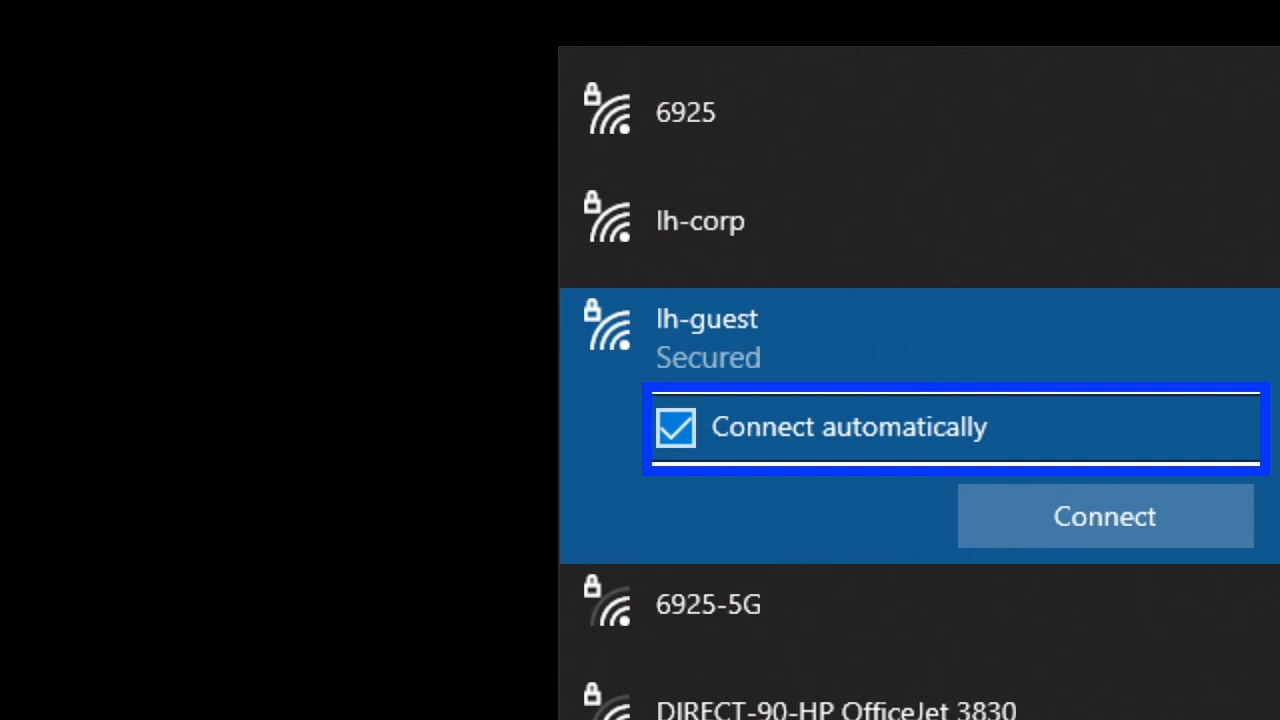 6925
lh-corp
lh-guest
Secured
Connect automatically
Connect
6925-5G
DIRECT-90-HP OfficeJet 3830